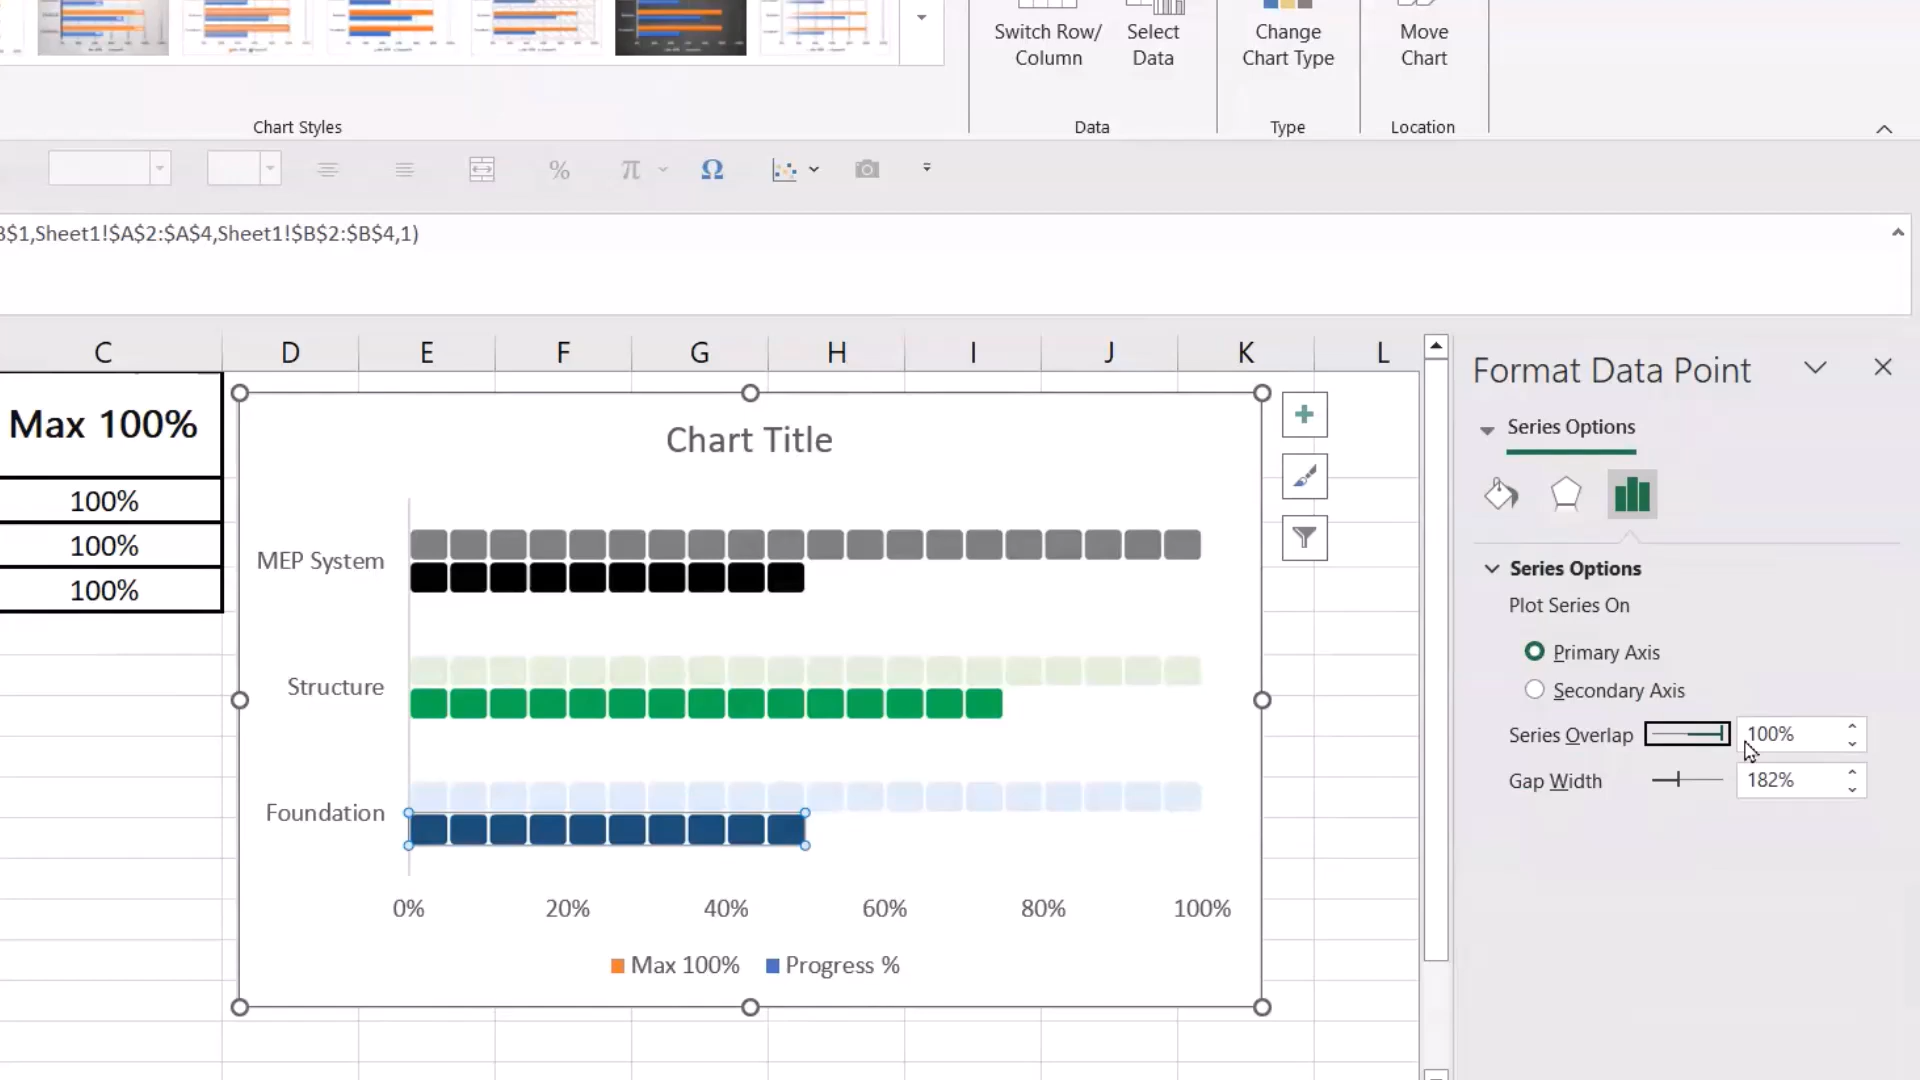 Switch Row/
Column
Select
Data
Change
Chart Type
Move
Chart
Chart Styles
Data
Type
Location
%
π
Ω
B$1,Sheet1!$A$2:$A$4,Sheet1!$B$2:$B$4,1)
C D E F G H I J K L
Max 100%
100%
100%
100%
Chart Title
MEP System
Structure
Foundation
0% 20% 40% 60% 80% 100%
Max 100% Progress %
Format Data Point
Series Options
Series Options
Plot Series On
Primary Axis
Secondary Axis
Series Overlap 100%
Gap Width 182%